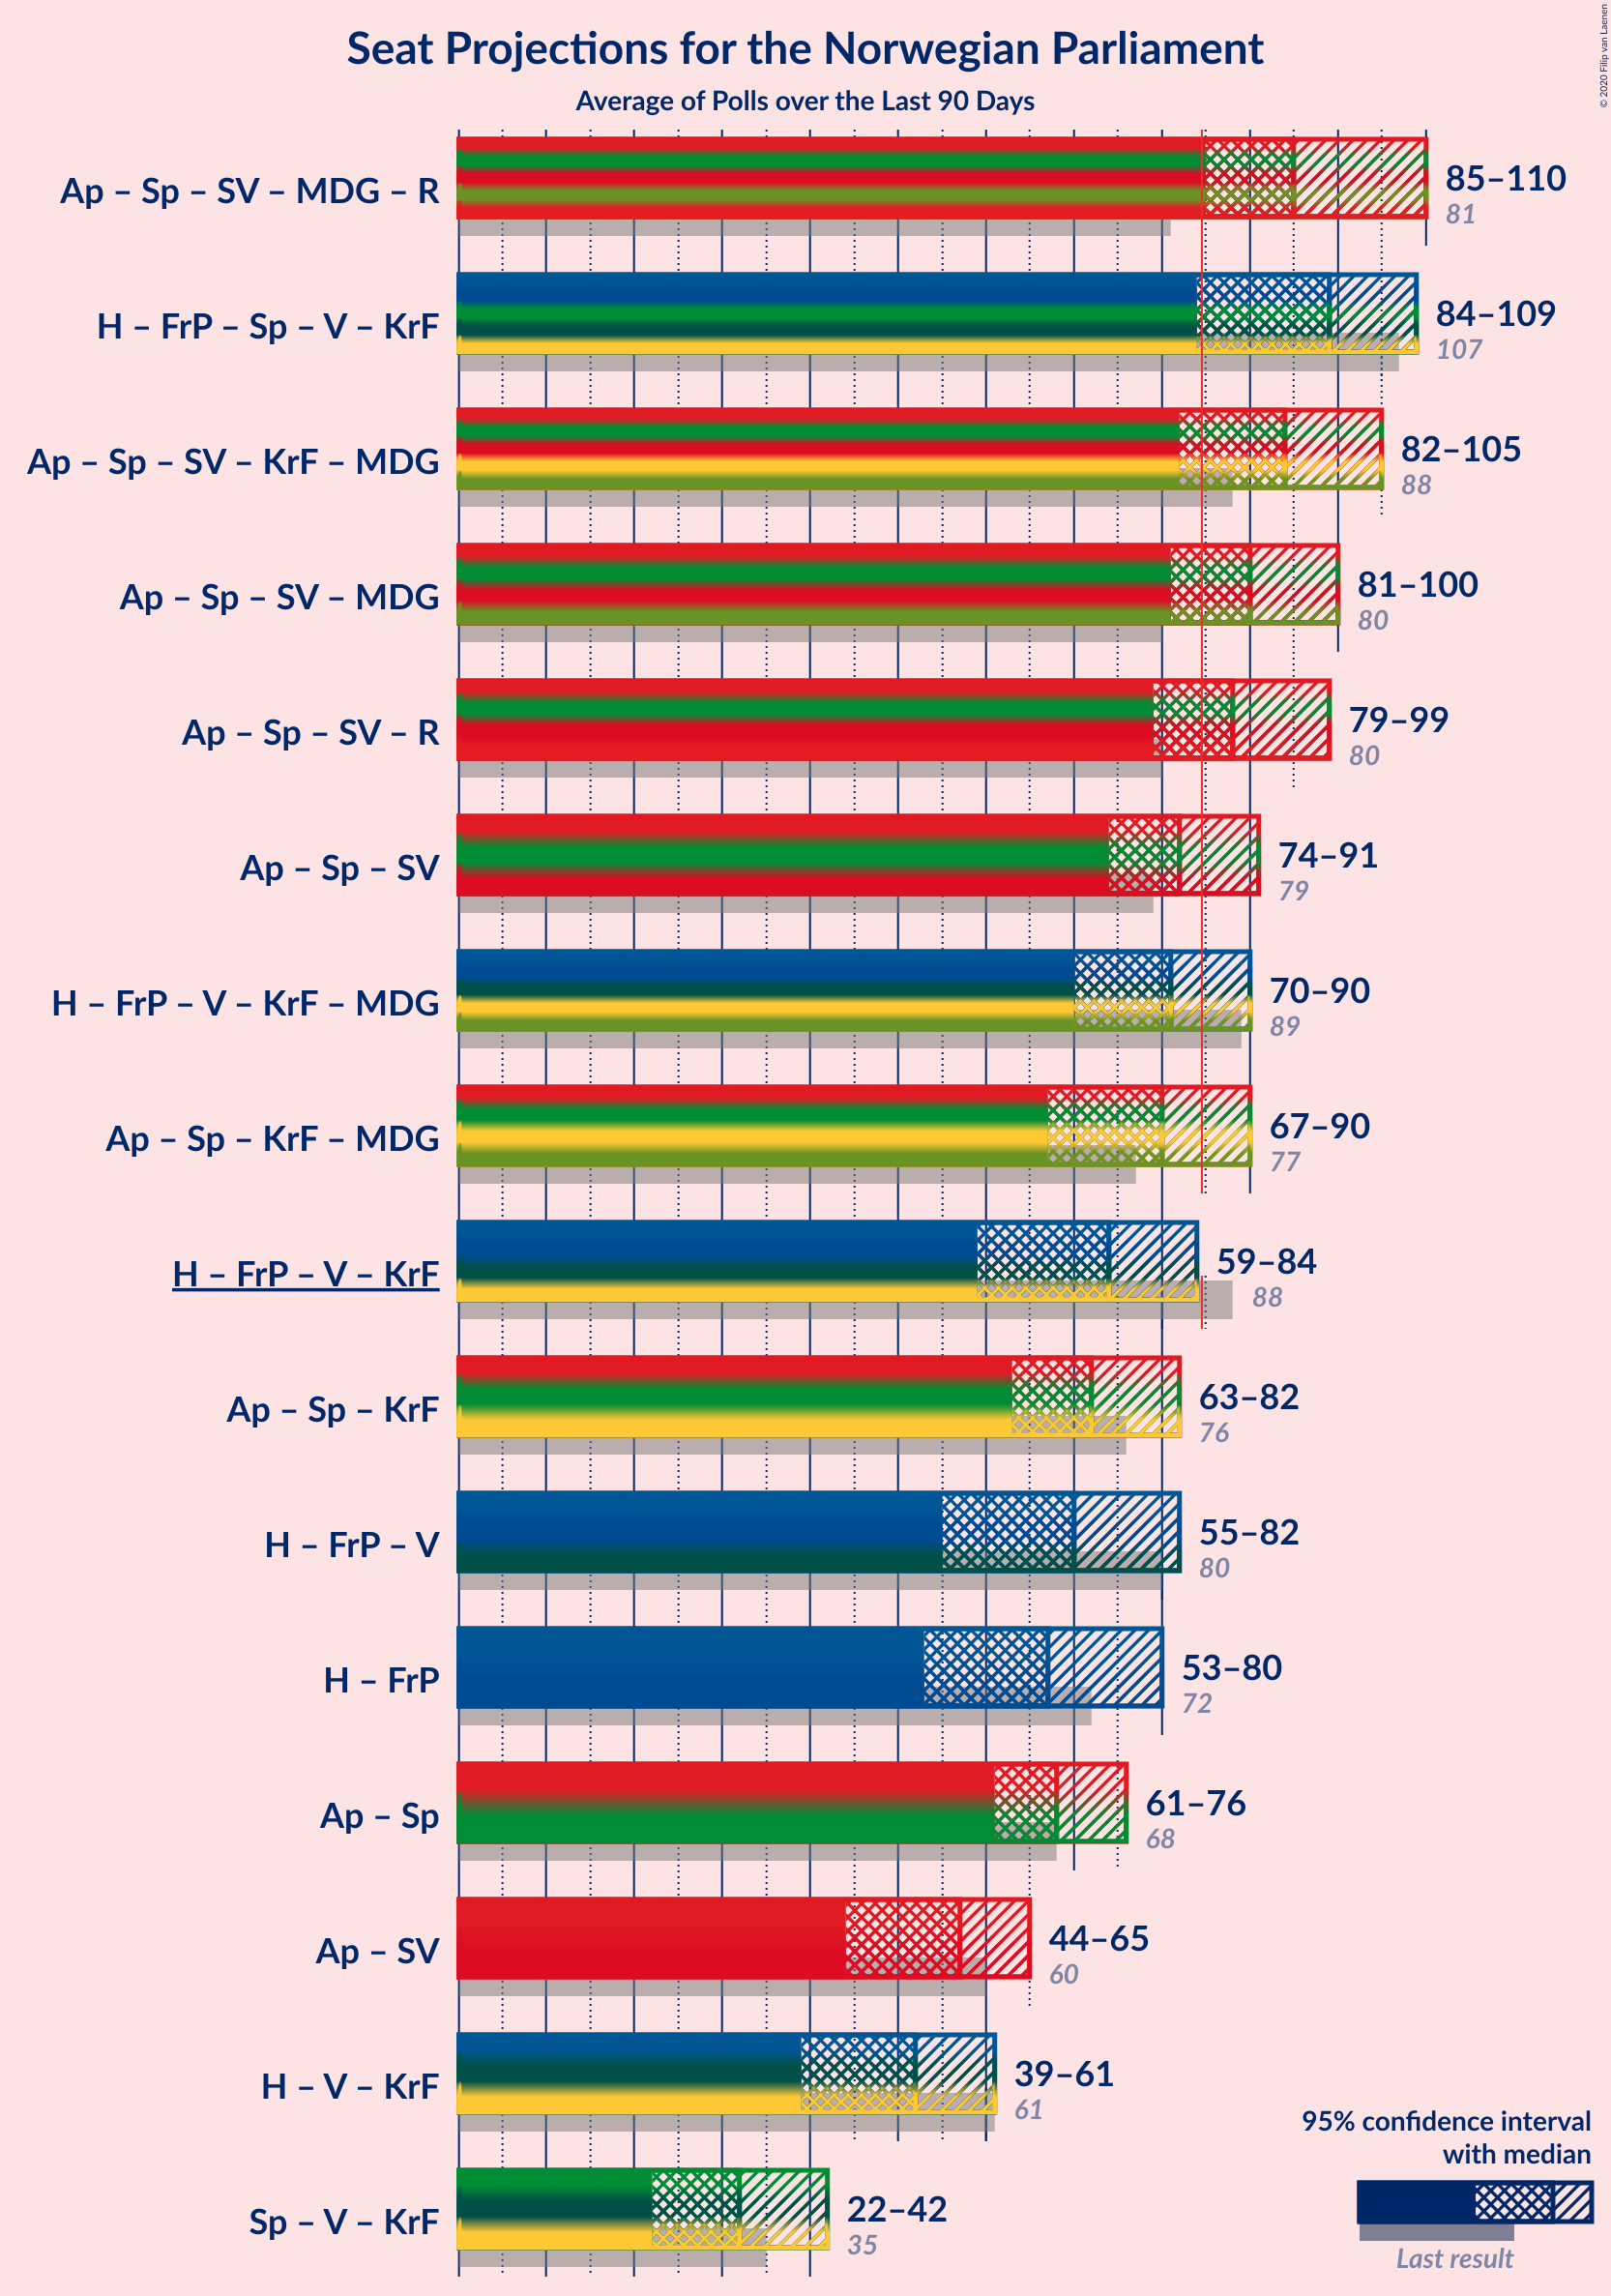 © 2020 Filip van Laenen
Seat Projections for the Norwegian Parliament
Average of Polls over the Last 90 Days
Ap – Sp – SV – MDG – R
85–110
81
H – FrP – Sp – V – KrF
84–109
107
Ap – Sp – SV – KrF – MDG
82–105
88
Ap – Sp – SV – MDG
81–100
80
Ap – Sp – SV – R
79–99
80
Ap – Sp – SV
74–91
79
H – FrP – V – KrF – MDG
70–90
89
Ap – Sp – KrF – MDG
67–90
77
H – FrP – V – KrF
59–84
88
Ap – Sp – KrF
63–82
76
H – FrP – V
55–82
80
H – FrP
53–80
72
Ap – Sp
61–76
68
Ap – SV
44–65
60
H – V – KrF
39–61
61
Sp – V – KrF
22–42
35
95% confidence interval
with median
Last result